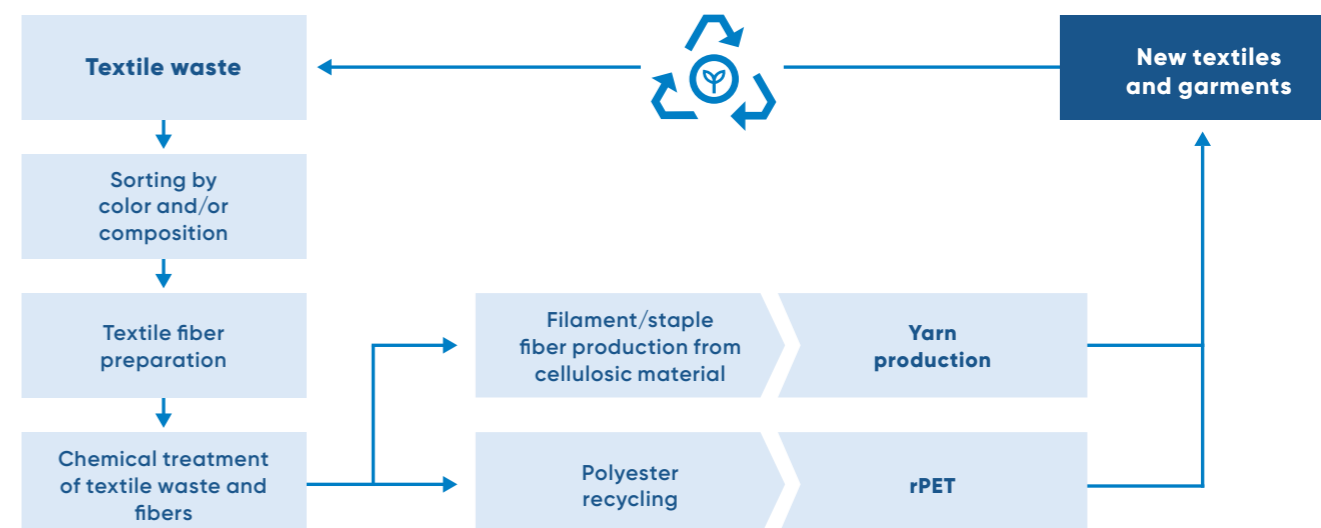 Textile waste
New textiles
and garments
Sorting by
color and/or
composition
Textile fiber
preparation
Filament/staple
fiber production from
cellulosic material
Yarn
production
Chemical treatment
of textile waste and
fibers
Polyester
recycling
rPET